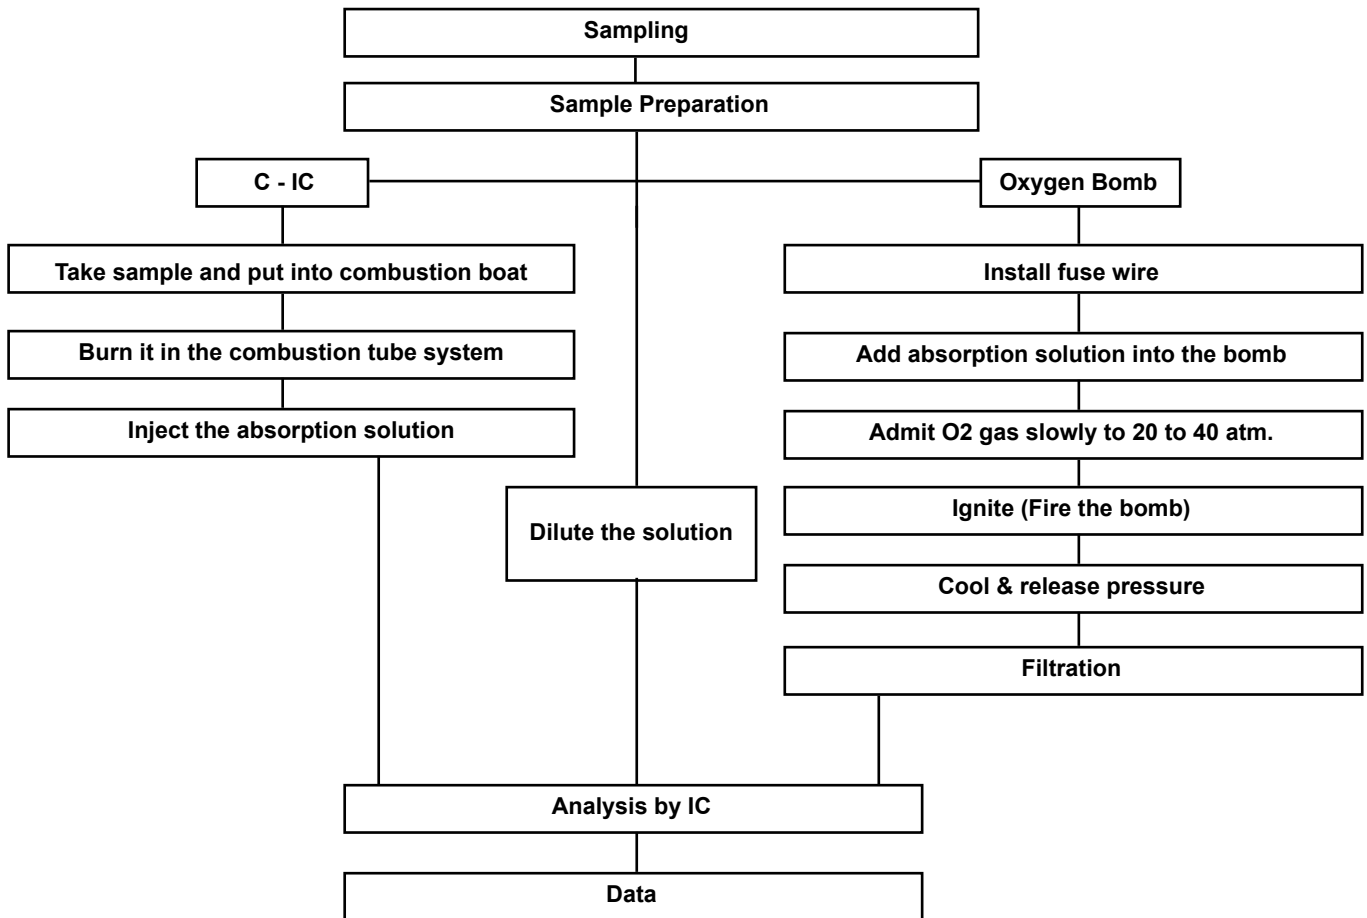 Sampling
Sample Preparation
C - IC
Oxygen Bomb
Take sample and put into combustion boat
Install fuse wire
Burn it in the combustion tube system
Add absorption solution into the bomb
Inject the absorption solution
Admit O2 gas slowly to 20 to 40 atm.
Dilute the solution
Ignite (Fire the bomb)
Cool & release pressure
Filtration
Analysis by IC
Data